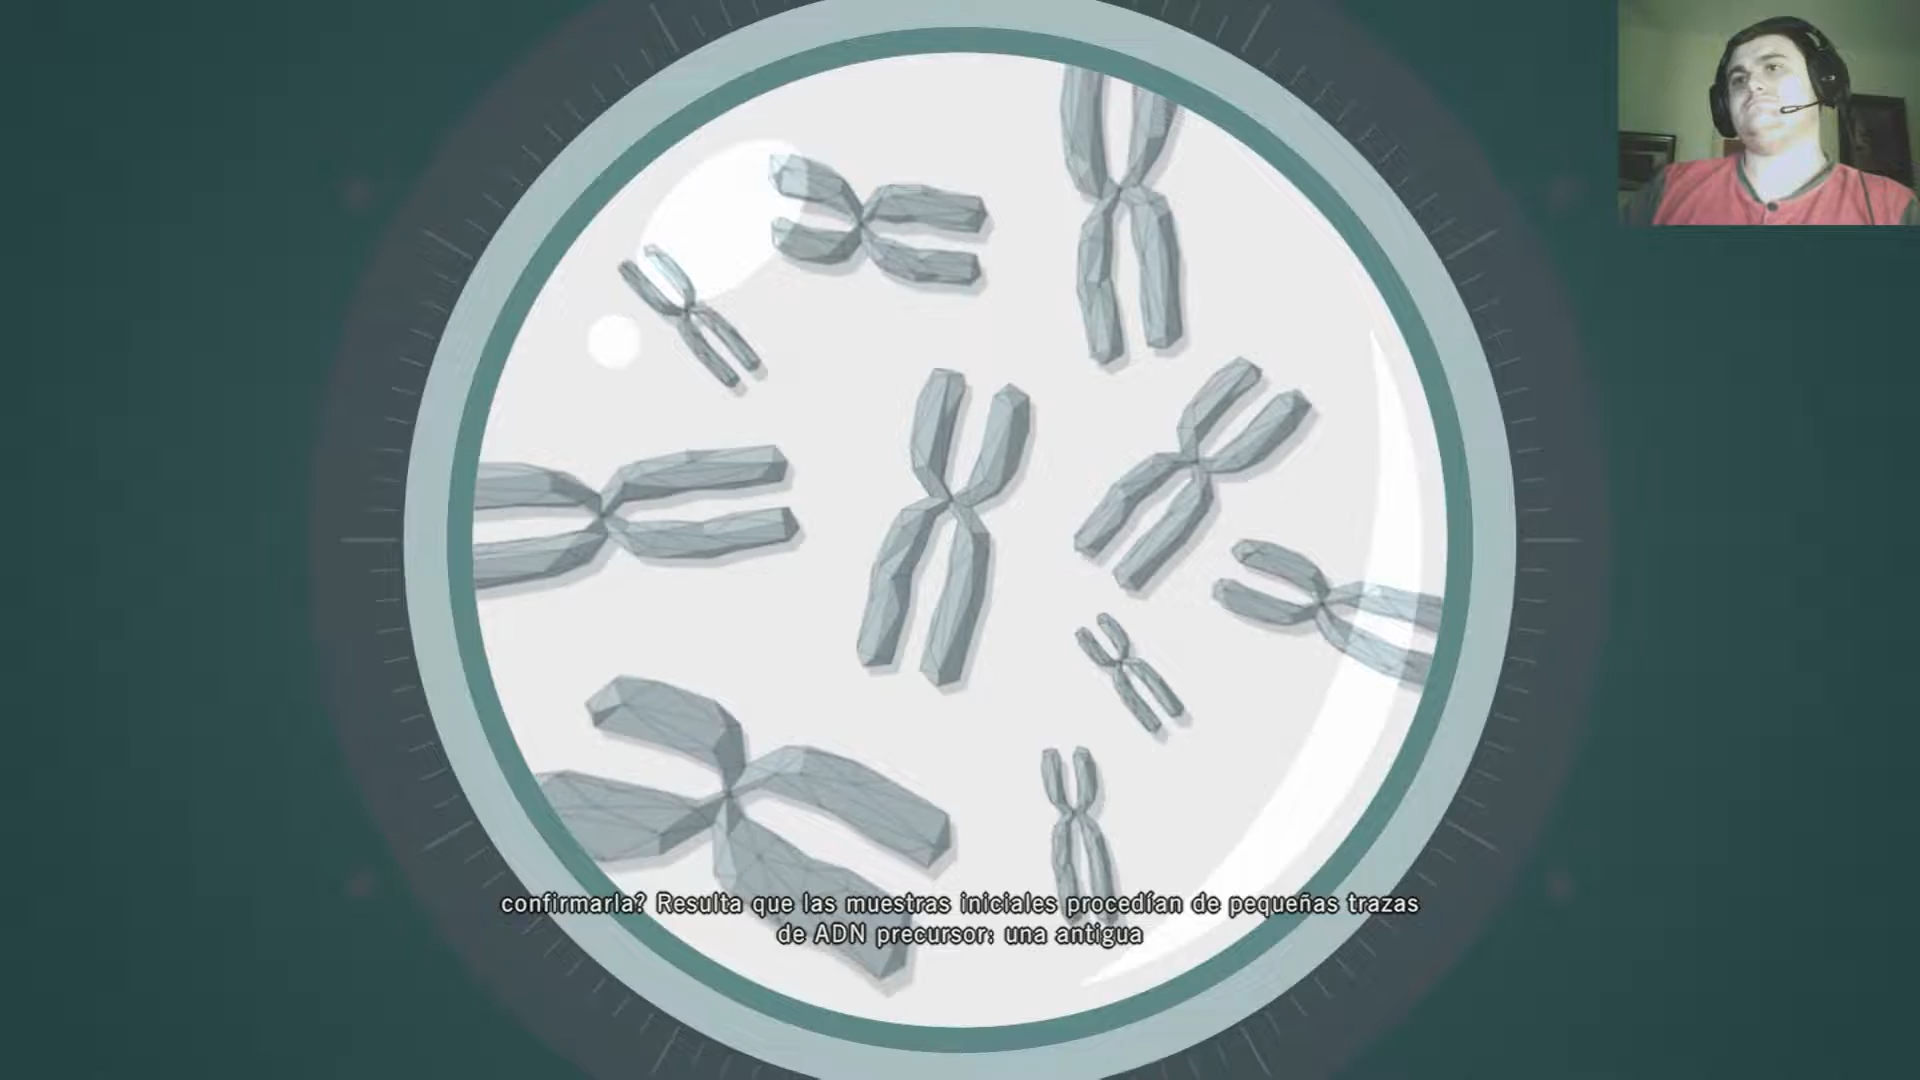 confirmarla? Resulta que las muestras iniciales procedían de pequeñas trazas
de ADN precursor: una antigua